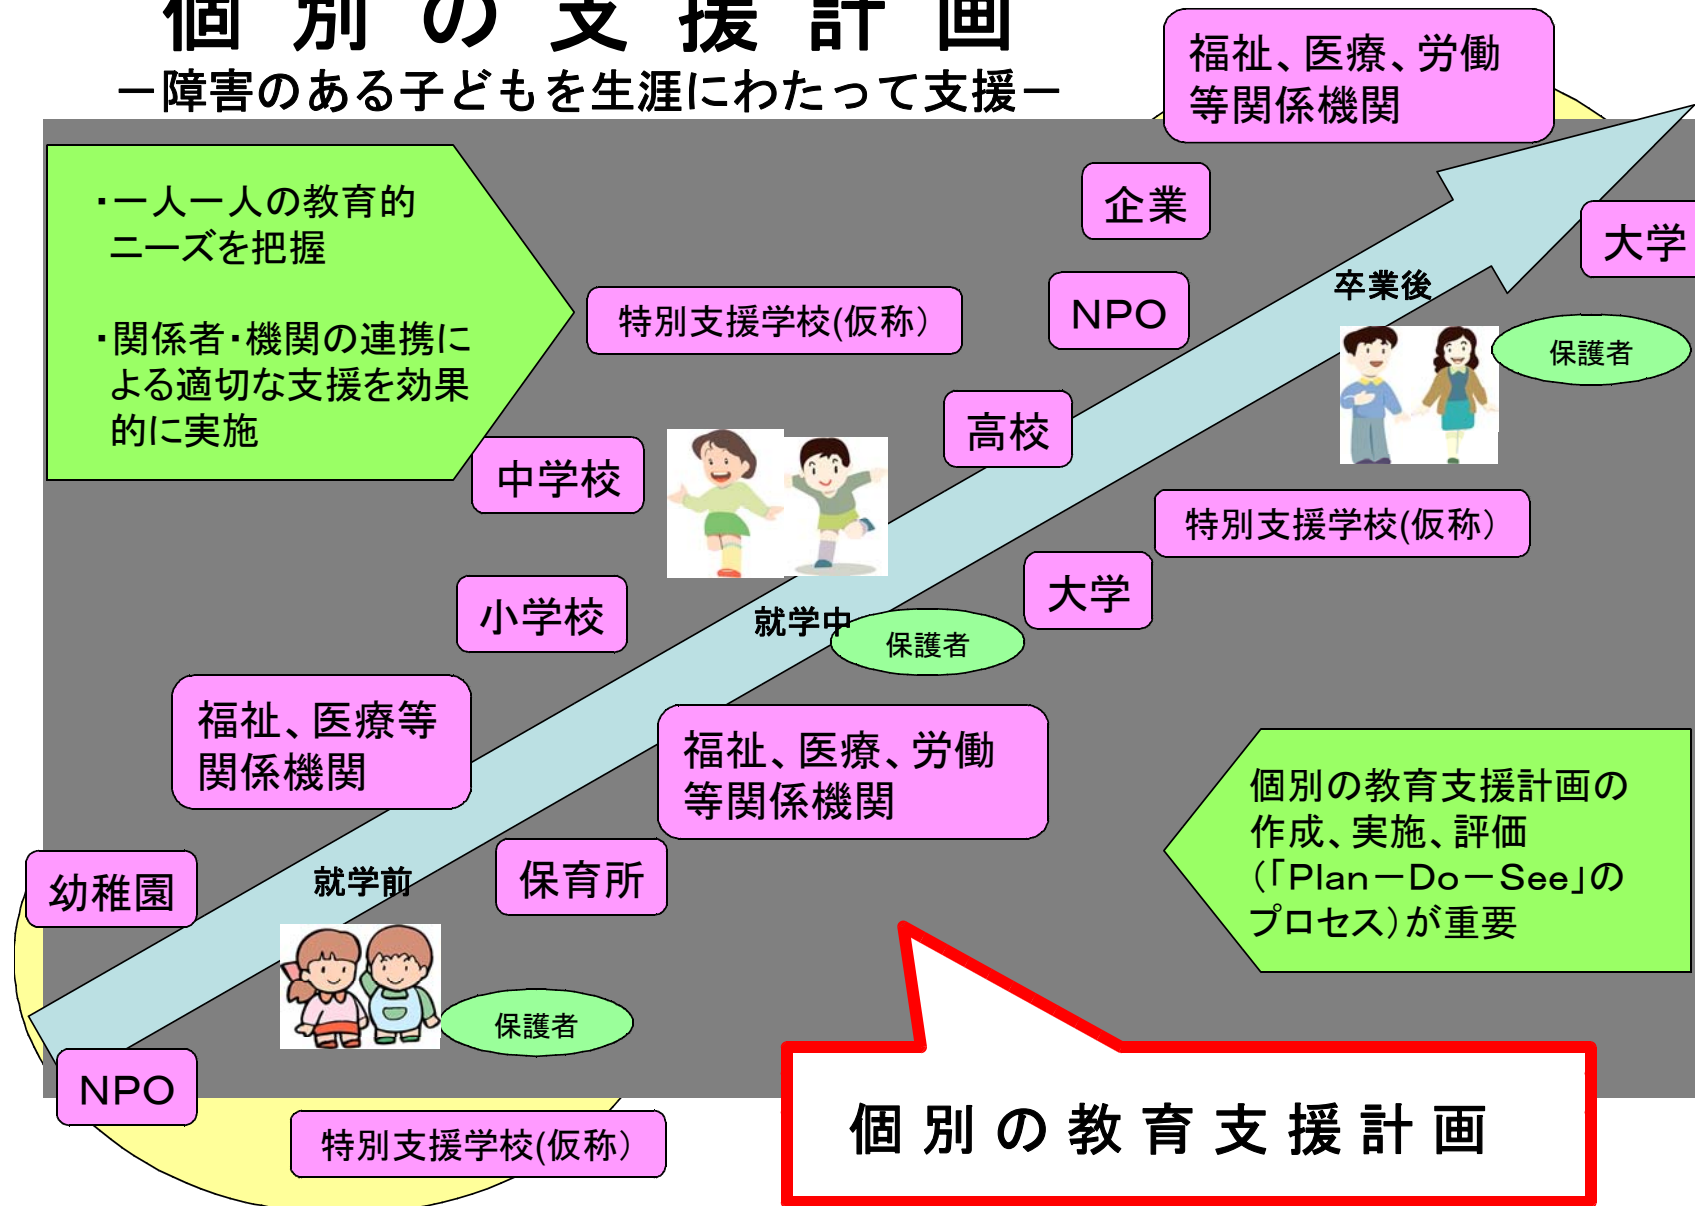 個別の支援計画
－障害のある子どもを生涯にわたって支援－
福祉、医療、労働
等関係機関
・一人一人の教育的
ニーズを把握
・関係者・機関の連携に
よる適切な支援を効果
的に実施
企業
大学
NPO
卒業後
特別支援学校(仮称)
保護者
高校
中学校
特別支援学校(仮称)
大学
小学校
就学中
保護者
福祉、医療等
関係機関
福祉、医療、労働
等関係機関
個別の教育支援計画の
作成、実施、評価
(「Plan－Do－See」の
プロセス)が重要
幼稚園
就学前
保育所
保護者
NPO
特別支援学校(仮称)
個別の教育支援計画